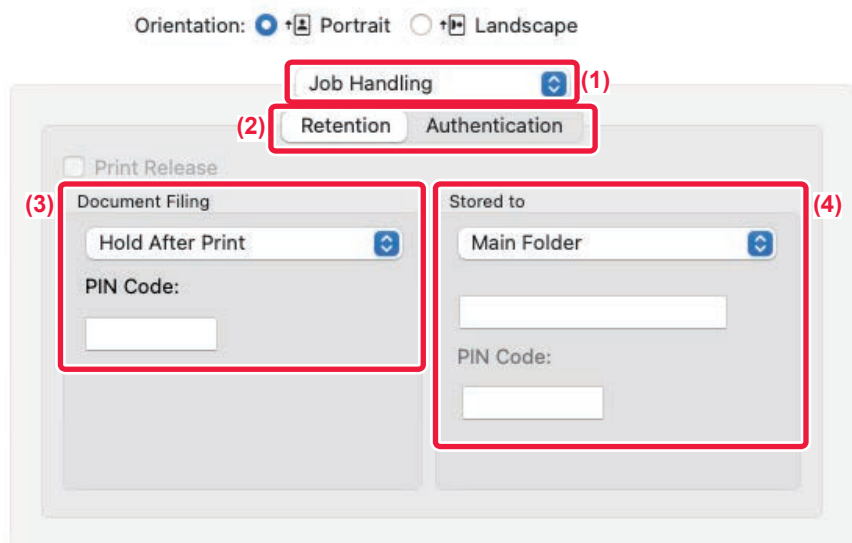 Orientation: Portrait Landscape
Job Handling (1)
(2) Retention Authentication
Print Release
(3) Document Filing
Hold After Print
PIN Code:
Stored to (4)
Main Folder
PIN Code: